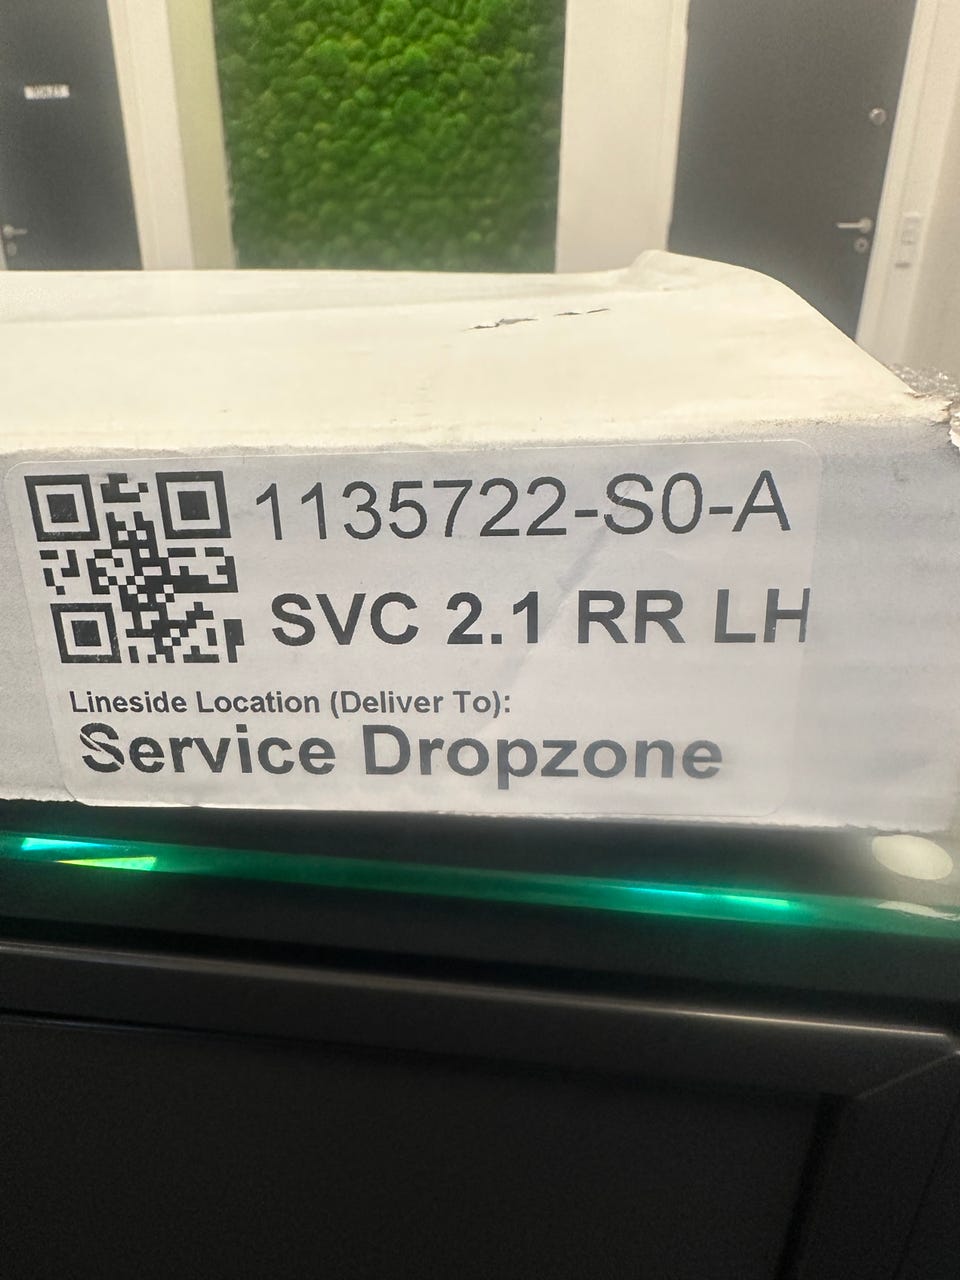 1135722-S0-A
SVC 2.1 RR LH
Lineside Location (Deliver To):
Service Dropzone